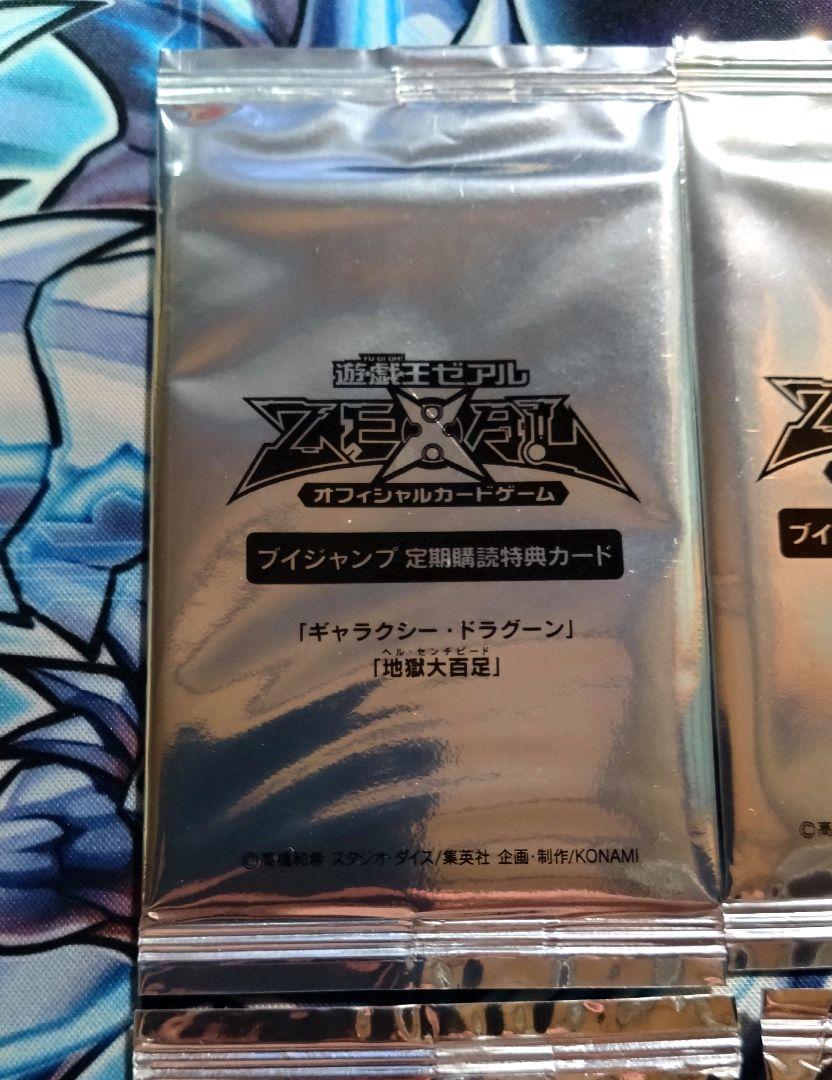 YU-GI-OH!
遊☆戯☆王ゼアル
ZEXAL
オフィシャルカードゲーム
ブイジャンプ 定期購読特典カード
「ギャラクシー・ドラグーン」
ヘル・センチピード
「地獄大百足」
©高橋和希 スタジオ・ダイス/集英社 企画・制作/KONAMI
Z
ブイ
©高